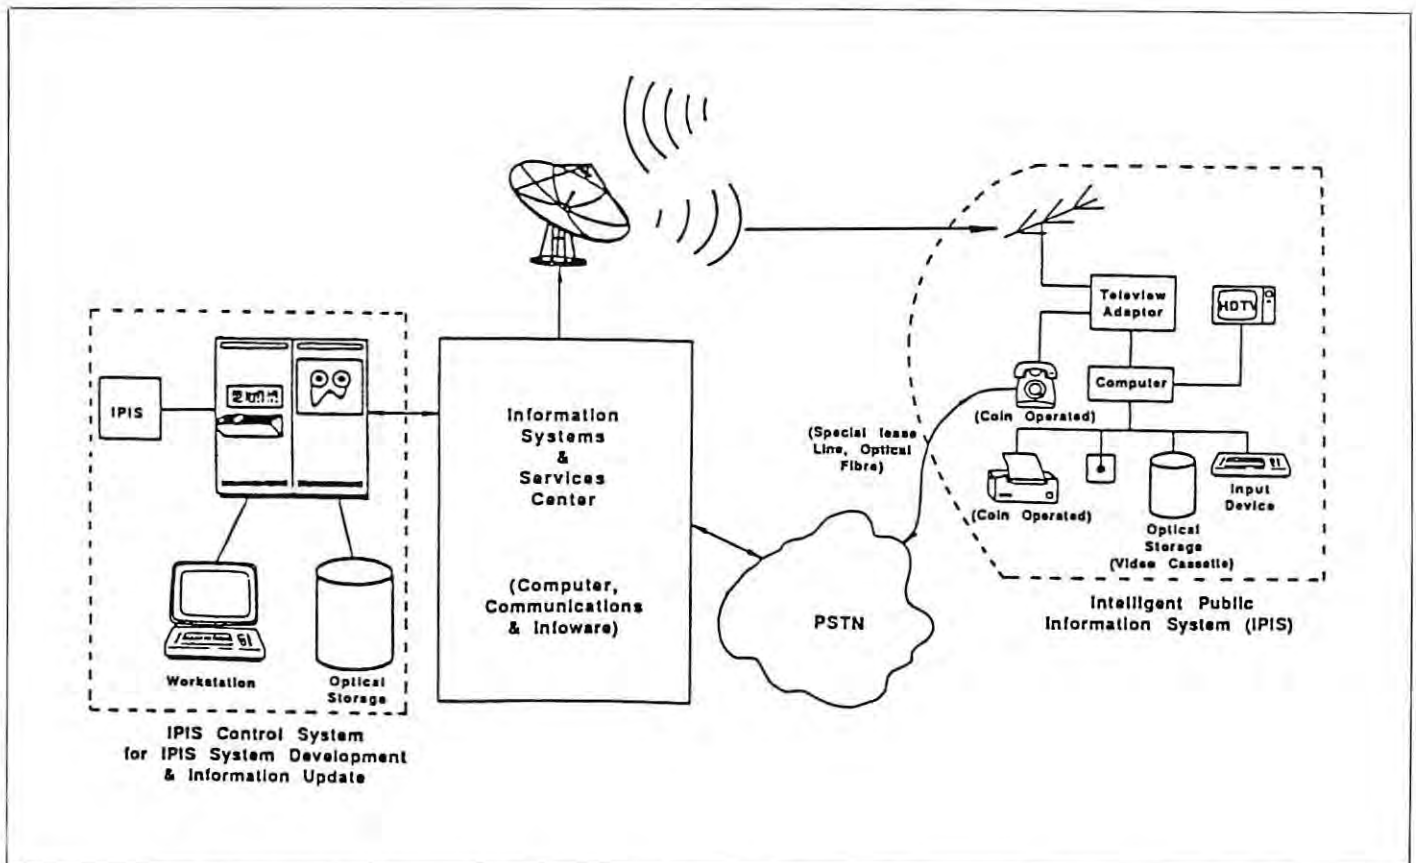 IPIS
Workstation
Optical
Storage
IPIS Control System
for IPIS System Development
& Information Update
Information
Systems
&
Services
Center
(Computer,
Communications
& Infoware)
PSTN
(Special lease
Line, Optical
Fibre)
Teleview
Adaptor
HDTV
Computer
(Coin Operated)
(Coin Operated)
Optical
Storage
(Video Cassette)
Input
Device
Intelligent Public
Information System (IPIS)